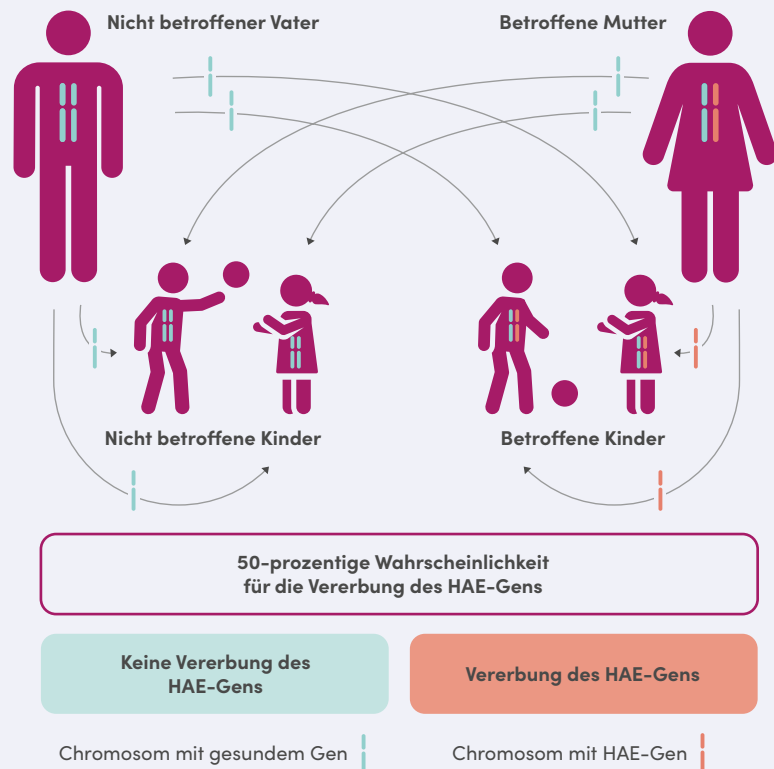 Nicht betroffener Vater
Betroffene Mutter
Nicht betroffene Kinder
Betroffene Kinder
50-prozentige Wahrscheinlichkeit
für die Vererbung des HAE-Gens
Keine Vererbung des
HAE-Gens
Vererbung des HAE-Gens
Chromosom mit gesundem Gen
Chromosom mit HAE-Gen